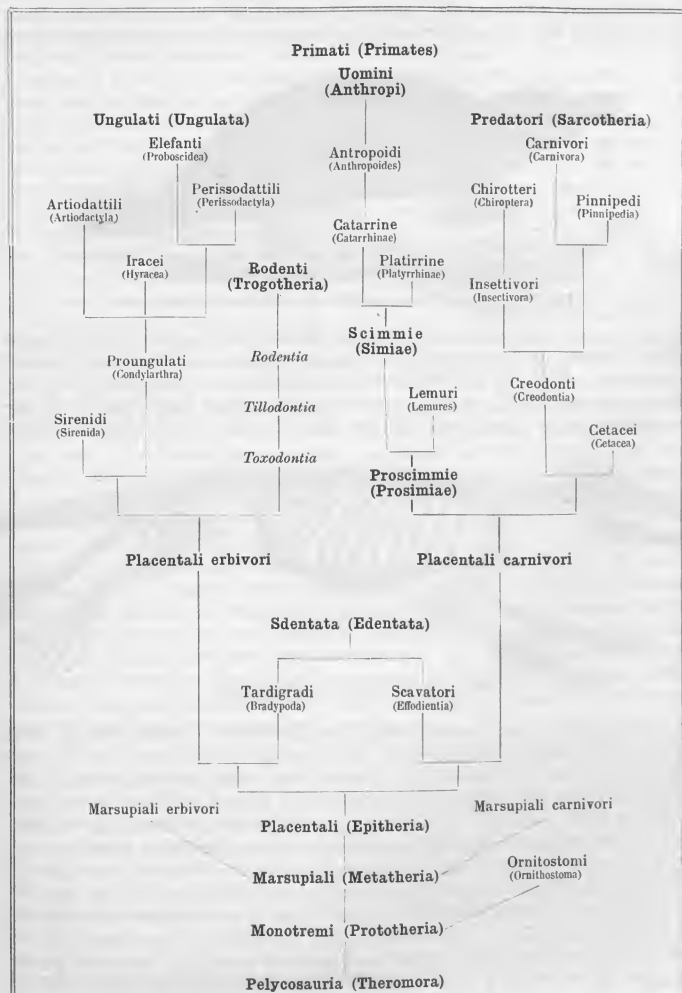 Primati (Primates)
Uomini
(Anthropi)
Ungulati (Ungulata)
Predatori (Sarcotheria)
Elefanti
(Proboscidea)
Carnivori
(Carnivora)
Antropoidi
(Anthropoides)
Artiodattili
(Artiodactyla)
Perissodattili
(Perissodactyla)
Chirotteri
(Chiroptera)
Pinnipedi
(Pinnipedia)
Catarrine
(Catarrhinae)
Iracei
(Hyracea)
Rodenti
(Trogotheria)
Platirrine
(Platyrrhinae)
Insettivori
(Insectivora)
Scimmie
(Simiae)
Proungulati
(Condylarthra)
Rodentia
Creodonti
(Creodontia)
Lemuri
(Lemures)
Tillodontia
Sirenidi
(Sirenida)
Cetacei
(Cetacea)
Toxodontia
Proscimmie
(Prosimiae)
Placentali erbivori
Placentali carnivori
Sdentata (Edentata)
Tardigradi
(Bradypoda)
Scavatori
(Effodientia)
Marsupiali erbivori
Marsupiali carnivori
Placentali (Epitheria)
Ornitostomi
(Ornithostoma)
Marsupiali (Metatheria)
Monotremi (Prototheria)
Pelycosauria (Theromora)